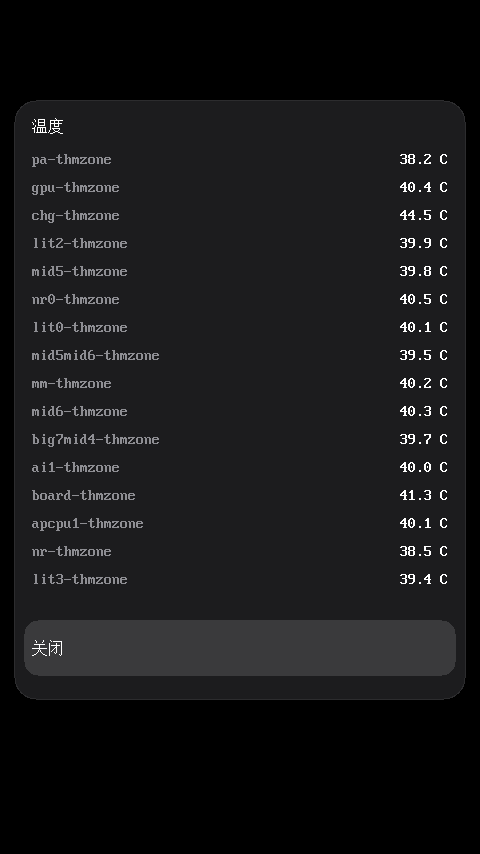 温度
pa-thmzone 38.2 C
gpu-thmzone 40.4 C
chg-thmzone 44.5 C
lit2-thmzone 39.9 C
mid5-thmzone 39.8 C
nr0-thmzone 40.5 C
lit0-thmzone 40.1 C
mid5mid6-thmzone 39.5 C
mm-thmzone 40.2 C
mid6-thmzone 40.3 C
big7mid4-thmzone 39.7 C
ai1-thmzone 40.0 C
board-thmzone 41.3 C
apcpu1-thmzone 40.1 C
nr-thmzone 38.5 C
lit3-thmzone 39.4 C
关闭